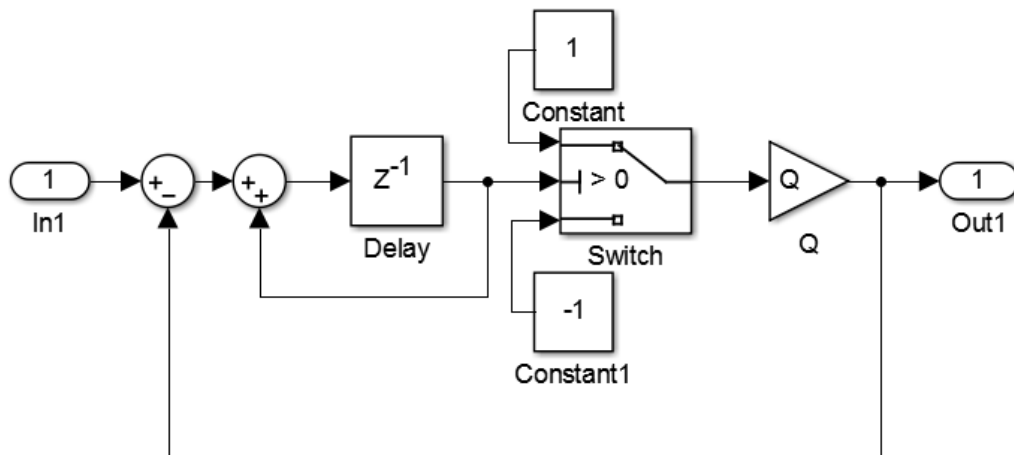 1
Constant
1
In1
+
−
+
+
z-1
Delay
> 0
Switch
-1
Constant1
Q
Q
1
Out1